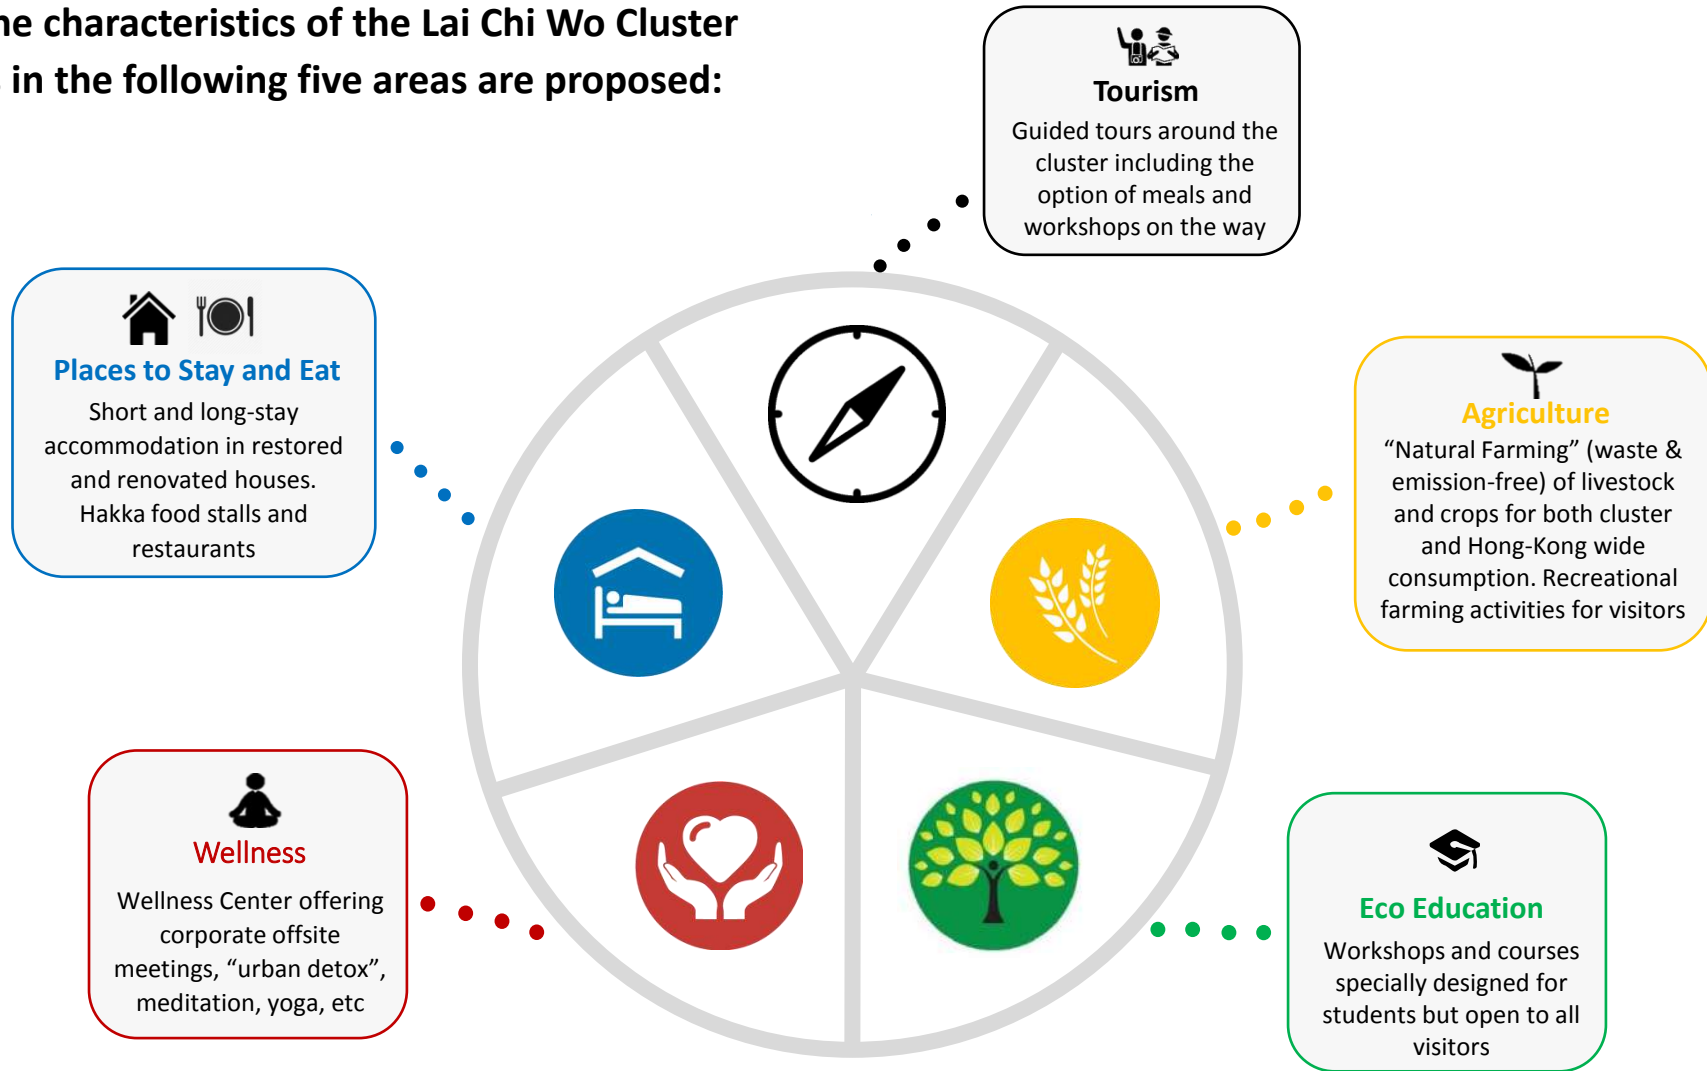 he characteristics of the Lai Chi Wo Cluster
in the following five areas are proposed:
Tourism
Guided tours around the
cluster including the
option of meals and
workshops on the way
Places to Stay and Eat
Short and long-stay
accommodation in restored
and renovated houses.
Hakka food stalls and
restaurants
Agriculture
“Natural Farming” (waste &
emission-free) of livestock
and crops for both cluster
and Hong-Kong wide
consumption. Recreational
farming activities for visitors
Wellness
Wellness Center offering
corporate offsite
meetings, “urban detox”,
meditation, yoga, etc
Eco Education
Workshops and courses
specially designed for
students but open to all
visitors